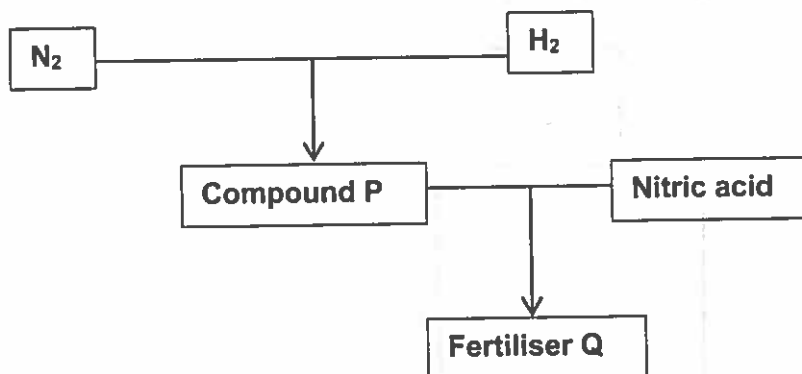 N₂
H₂
Compound P
Nitric acid
Fertiliser Q